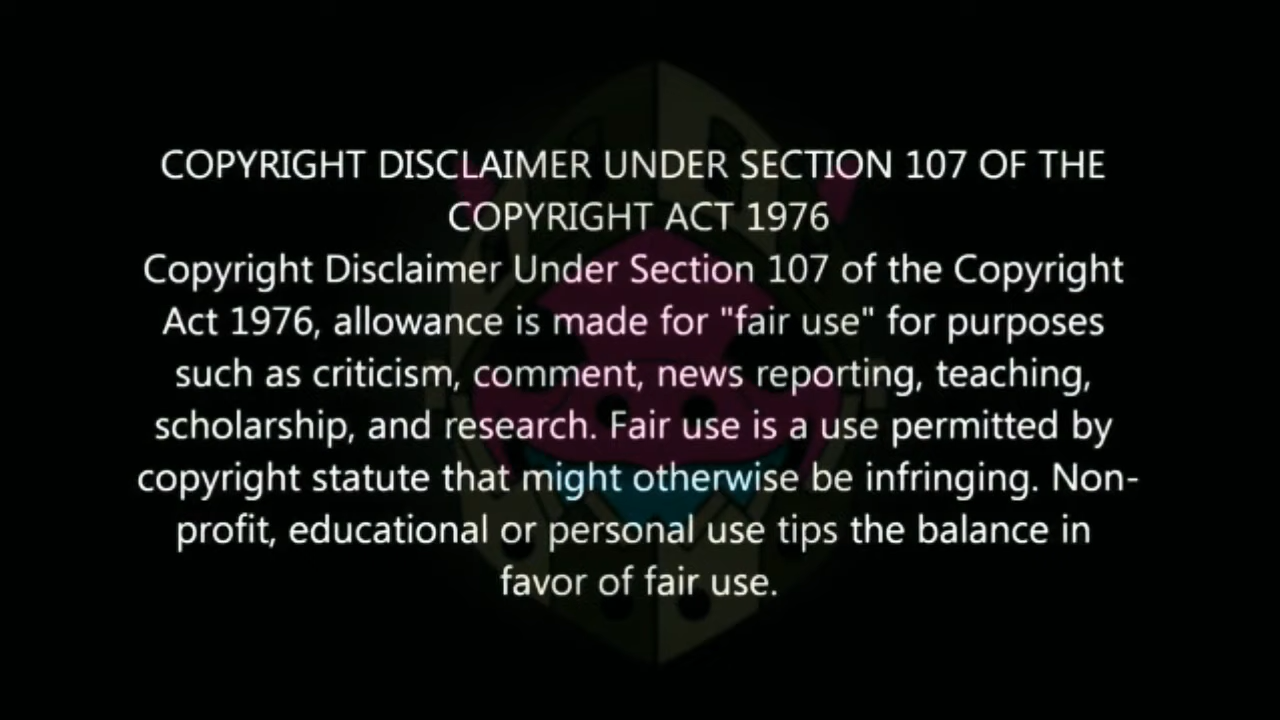 COPYRIGHT DISCLAIMER UNDER SECTION 107 OF THE
COPYRIGHT ACT 1976
Copyright Disclaimer Under Section 107 of the Copyright
Act 1976, allowance is made for "fair use" for purposes
such as criticism, comment, news reporting, teaching,
scholarship, and research. Fair use is a use permitted by
copyright statute that might otherwise be infringing. Non-
profit, educational or personal use tips the balance in
favor of fair use.